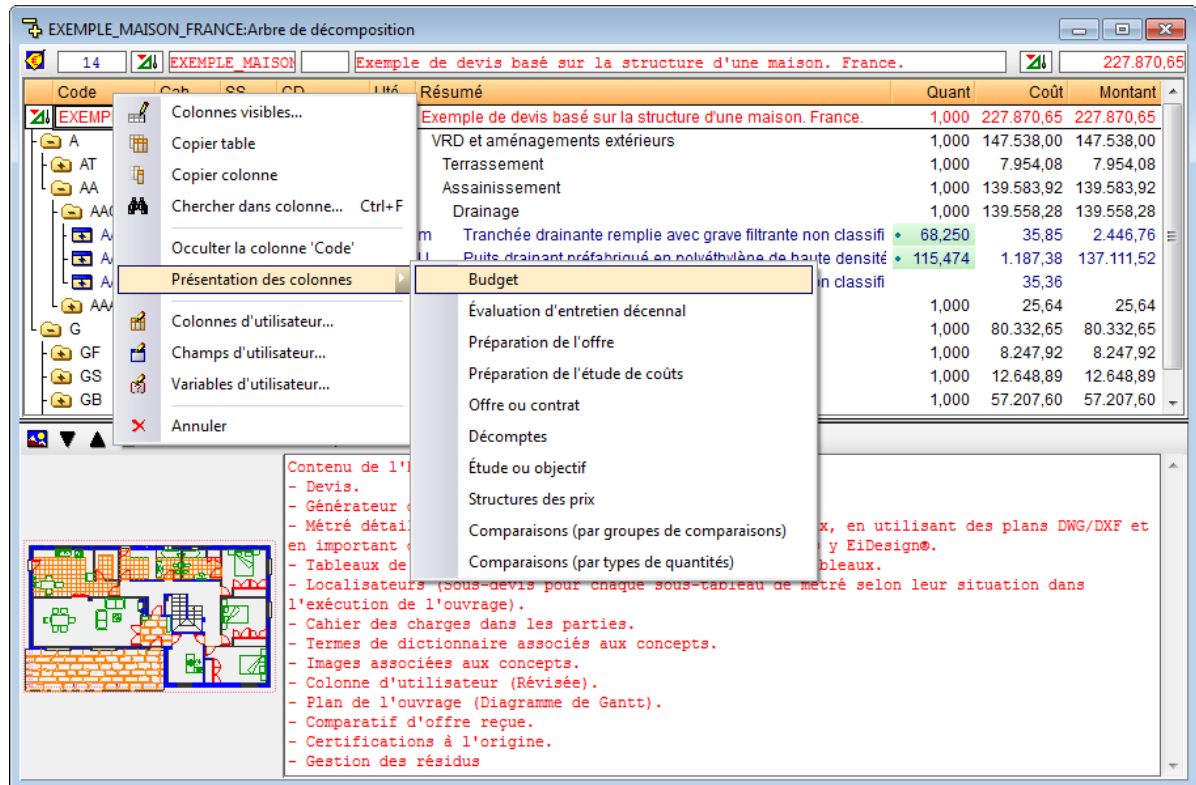 EXEMPLE_MAISON_FRANCE:Arbre de décomposition
14 EXEMPLE_MAISON Exemple de devis basé sur la structure d'une maison. France. 227.870,65
Code Résumé Quant Coût Montant
EXEMP Exemple de devis basé sur la structure d'une maison. France. 1,000 227.870,65 227.870,65
A VRD et aménagements extérieurs 1,000 147.538,00 147.538,00
AT Terrassement 1,000 7.954,08 7.954,08
AA Assainissement 1,000 139.583,92 139.583,92
Drainage 1,000 139.558,28 139.558,28
m Tranchée drainante remplie avec grave filtrante non classifi 68,250 35,85 2.446,76
Puits drainant préfabriqué en polyéthylène de haute densité 115,474 1.187,38 137.111,52
n classifi 35,36
1,000 25,64 25,64
G 1,000 80.332,65 80.332,65
GF 1,000 8.247,92 8.247,92
GS 1,000 12.648,89 12.648,89
GB 1,000 57.207,60 57.207,60
Colonnes visibles...
Copier table
Copier colonne
Chercher dans colonne... Ctrl+F
Occulter la colonne 'Code'
Présentation des colonnes
Colonnes d'utilisateur...
Champs d'utilisateur...
Variables d'utilisateur...
Annuler
Budget
Évaluation d'entretien décennal
Préparation de l'offre
Préparation de l'étude de coûts
Offre ou contrat
Décomptes
Étude ou objectif
Structures des prix
Comparaisons (par groupes de comparaisons)
Comparaisons (par types de quantités)
Contenu de l'
- Devis.
- Générateur
- Métré détai x, en utilisant des plans DWG/DXF et
en important y EiDesign®.
- Tableaux de bleaux.
- Localisateurs (Sous-devis pour chaque sous-tableau de métré selon leur situation dans
l'exécution de l'ouvrage).
- Cahier des charges dans les parties.
- Termes de dictionnaire associés aux concepts.
- Images associées aux concepts.
- Colonne d'utilisateur (Révisée).
- Plan de l'ouvrage (Diagramme de Gantt).
- Comparatif d'offre reçue.
- Certifications à l'origine.
- Gestion des résidus